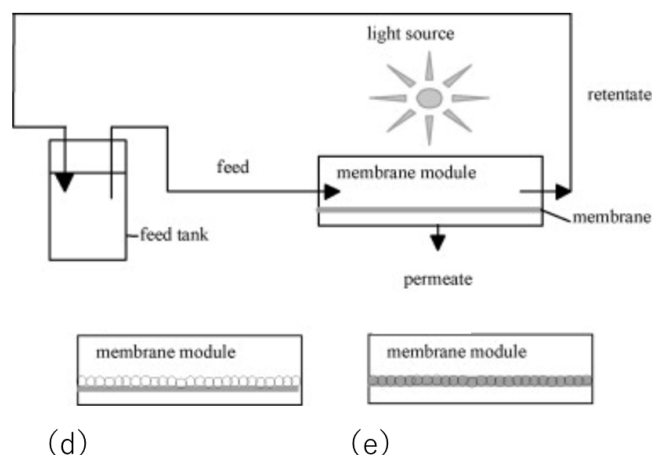 light source
retentate
feed
membrane module
membrane
feed tank
permeate
membrane module
membrane module
(d)
(e)